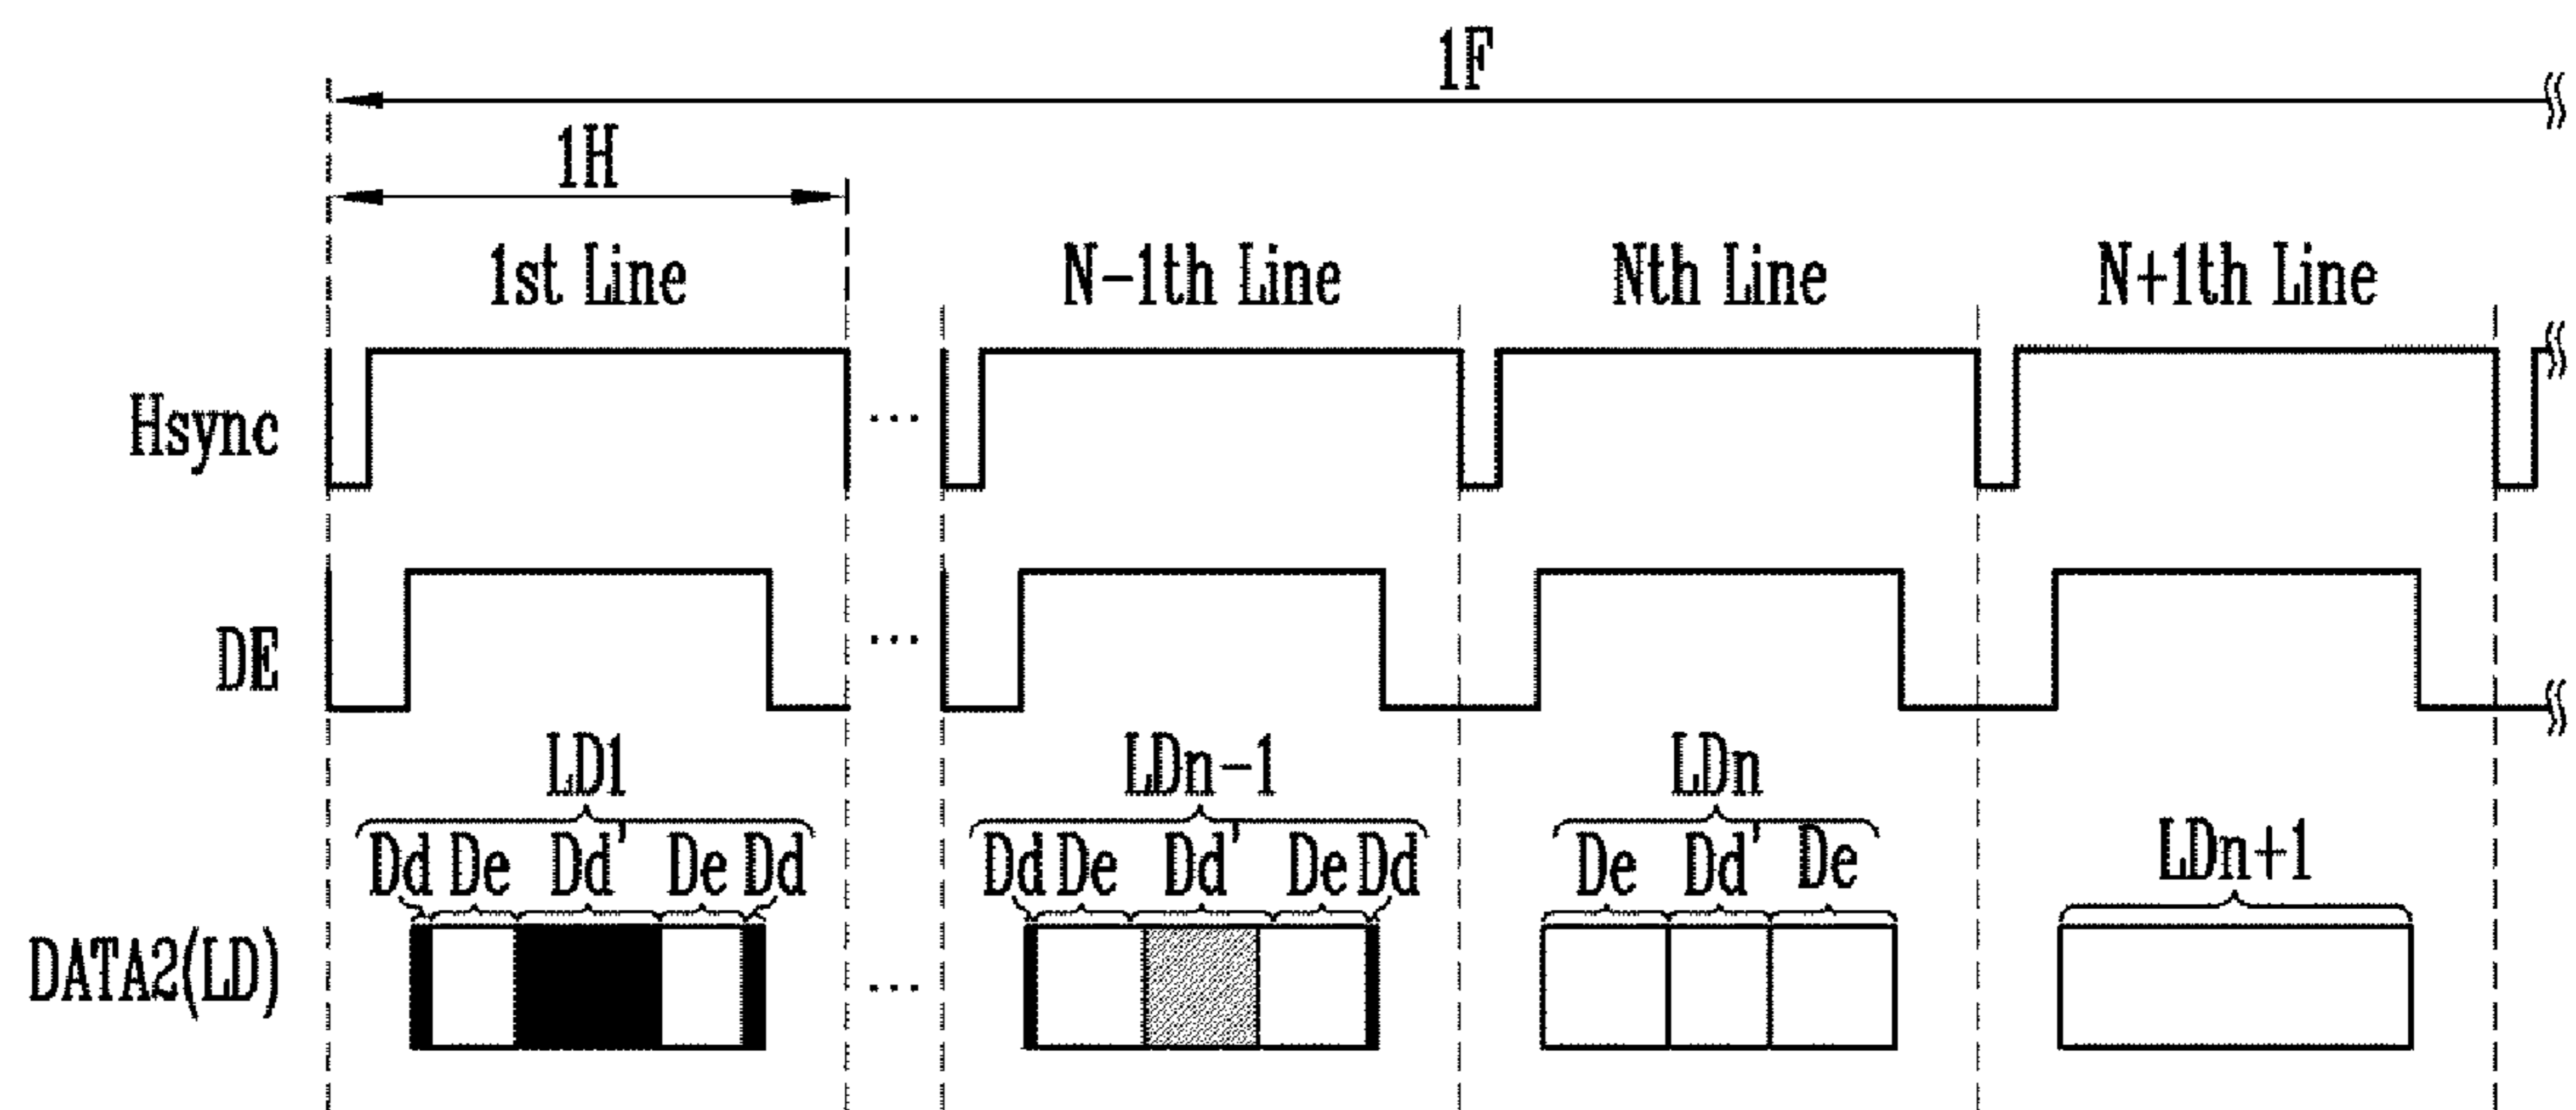 1F
1H
1st Line N-1th Line Nth Line N+1th Line
Hsync ...
DE ...
LD1 LDn-1 LDn LDn+1
Dd De Dd' De Dd Dd De Dd' De Dd De Dd' De
DATA2(LD) ...